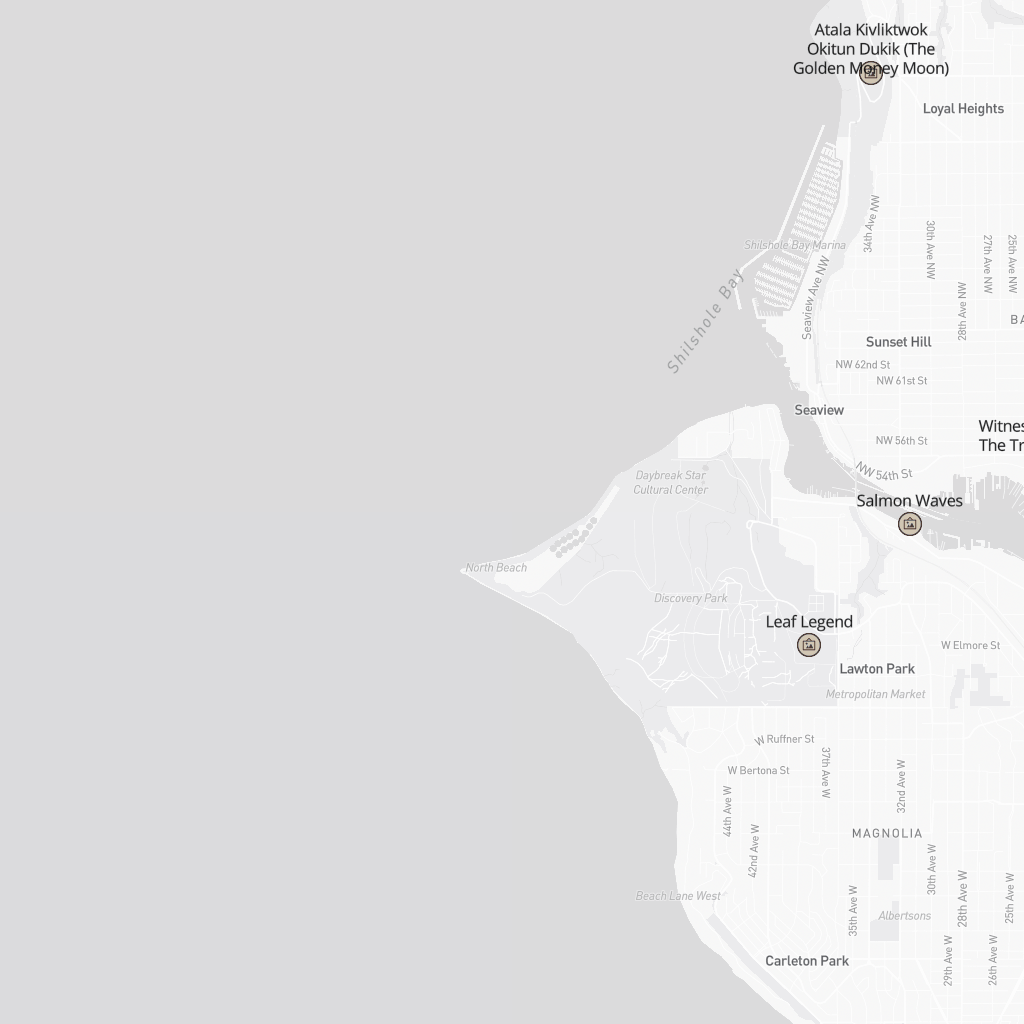 Atala Kivliktwok
Okitun Dukik (The
Golden Money Moon)
Loyal Heights
34th Ave NW
30th Ave NW
27th Ave NW
25th Ave NW
Shilshole Bay Marina
Seaview Ave NW
28th Ave NW
Shilshole Bay
BA
Sunset Hill
NW 62nd St
NW 61st St
Seaview
Witnes
The Tr
NW 56th St
NW 54th St
Daybreak Star
Cultural Center
Salmon Waves
North Beach
Discovery Park
Leaf Legend
W Elmore St
Lawton Park
Metropolitan Market
W Ruffner St
37th Ave W
W Bertona St
32nd Ave W
44th Ave W
42nd Ave W
MAGNOLIA
30th Ave W
28th Ave W
25th Ave W
Beach Lane West
35th Ave W
Albertsons
29th Ave W
26th Ave W
Carleton Park